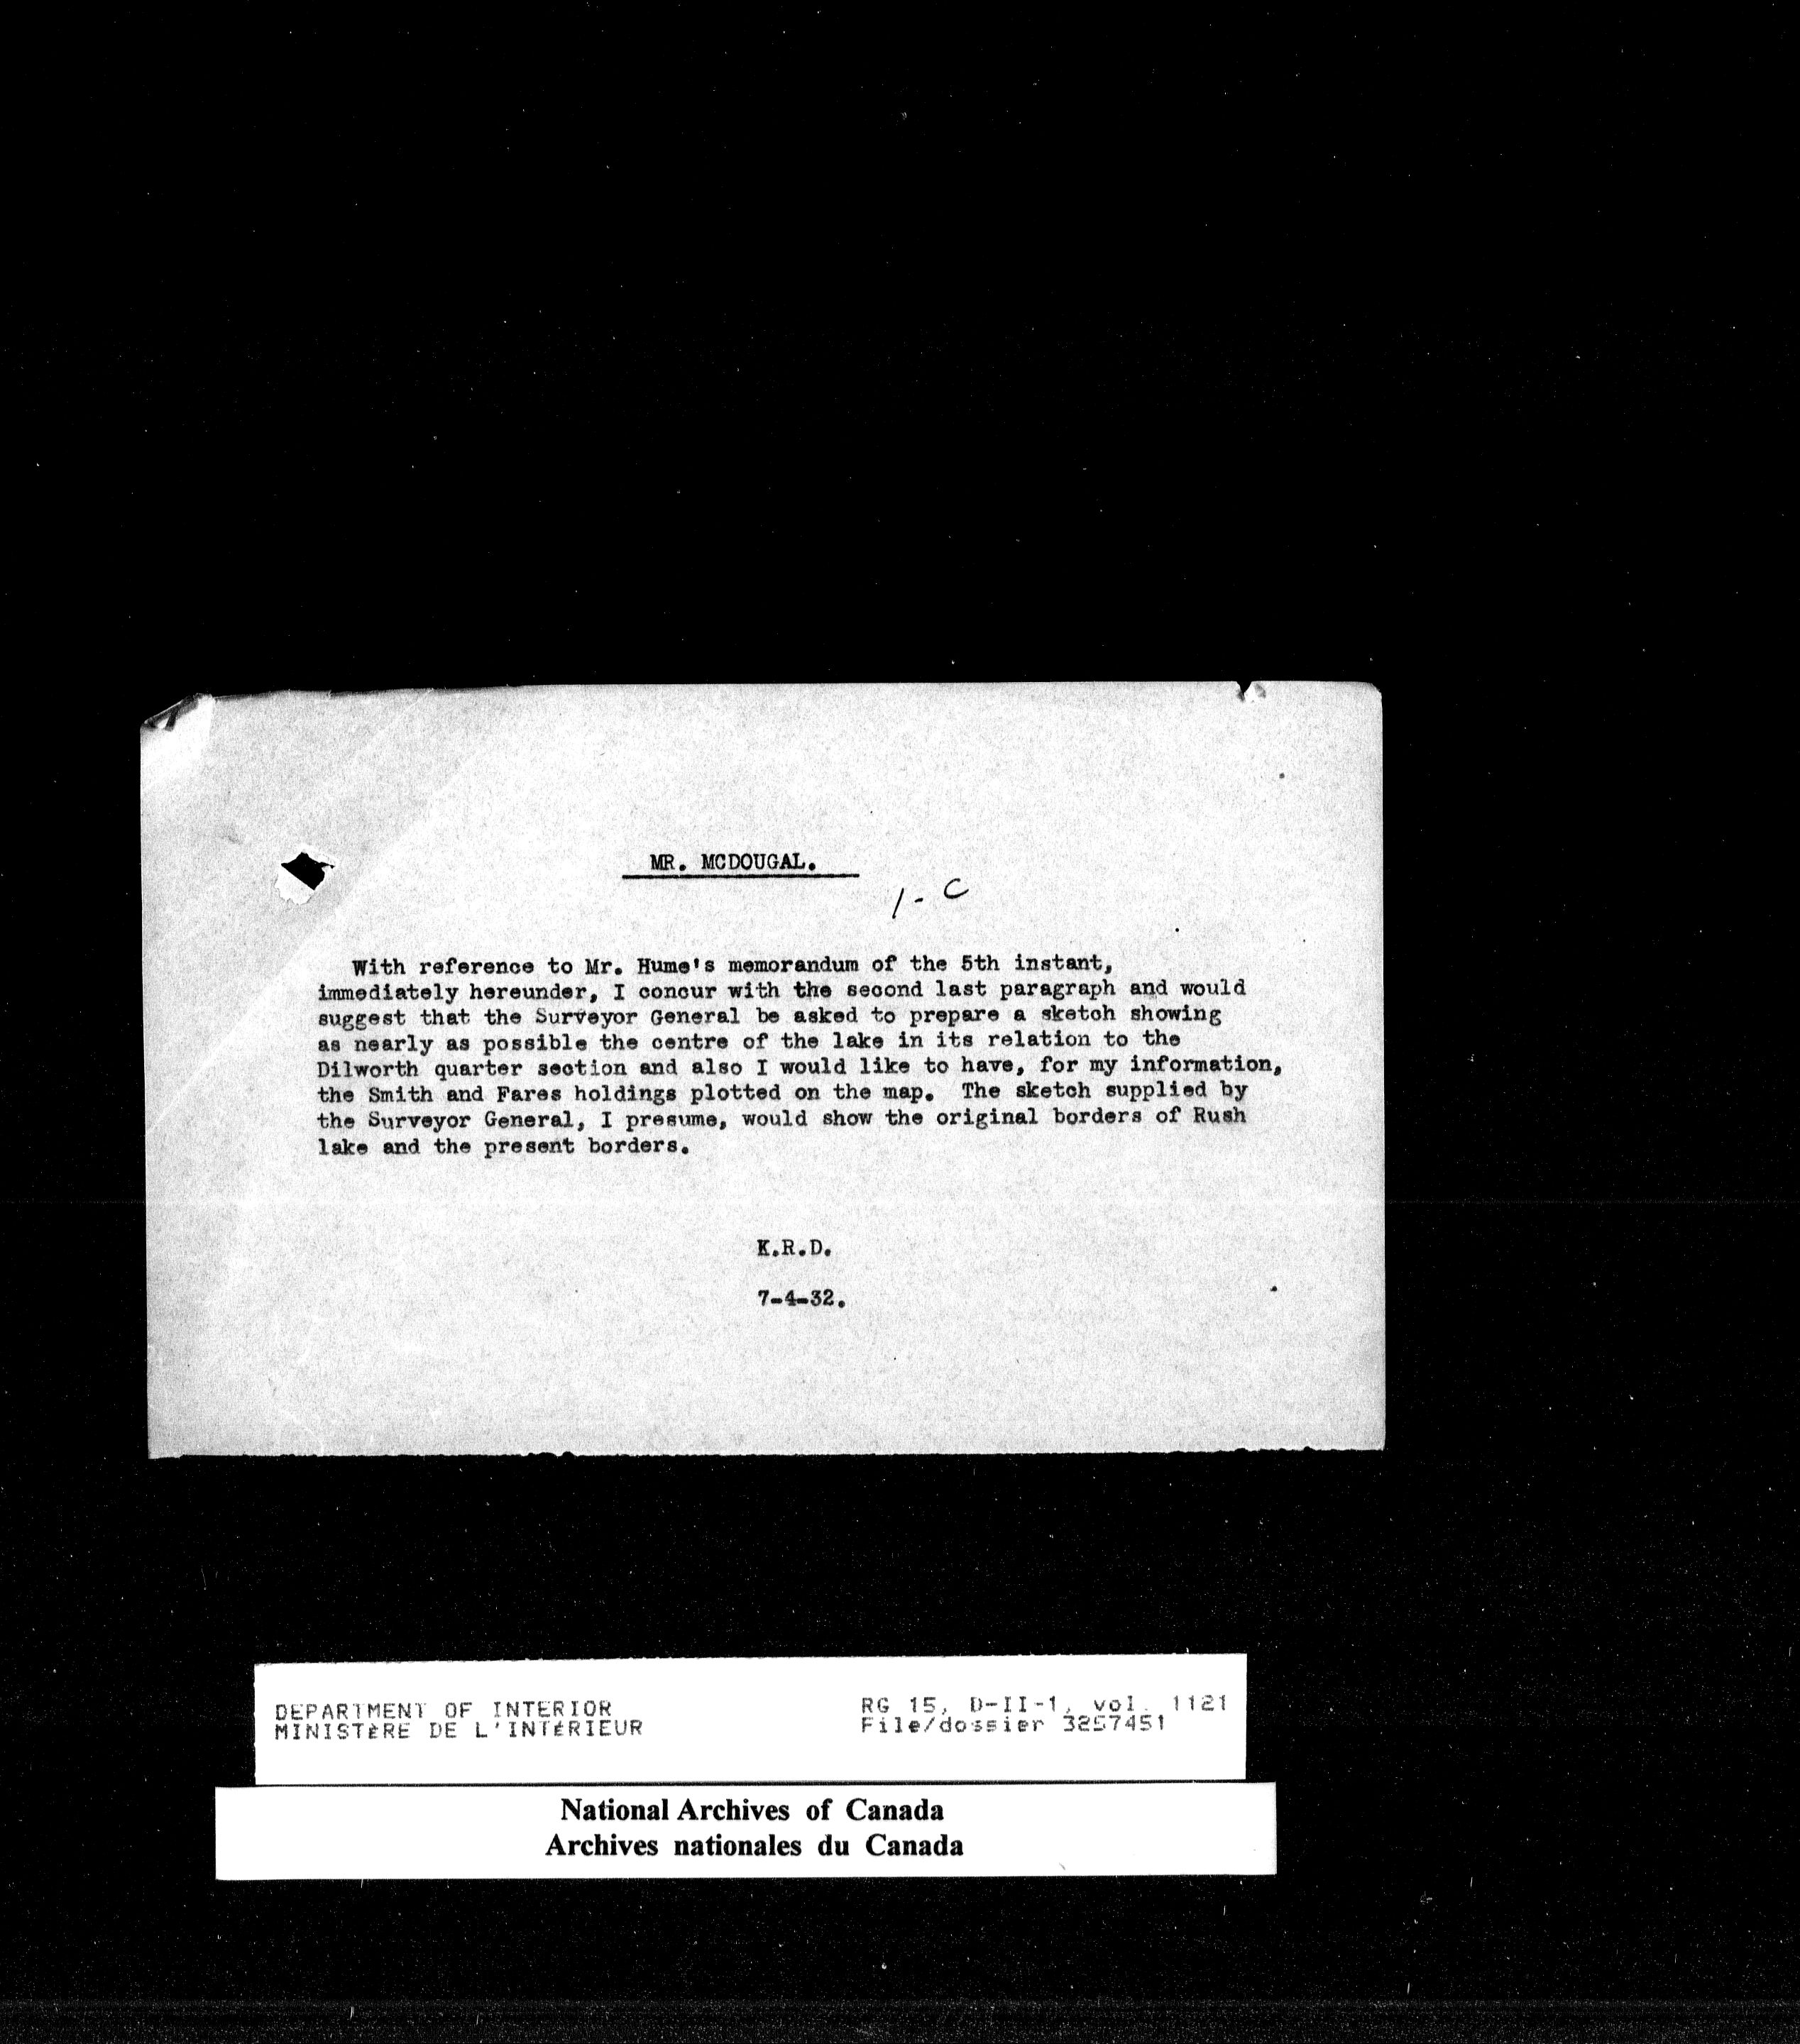 MR. MCDOUGAL.
1-C
With reference to Mr. Hume's memorandum of the 5th instant,
immediately hereunder, I concur with the second last paragraph and would
suggest that the Surveyor General be asked to prepare a sketch showing
as nearly as possible the centre of the lake in its relation to the
Dilworth quarter section and also I would like to have, for my information,
the Smith and Fares holdings plotted on the map. The sketch supplied by
the Surveyor General, I presume, would show the original borders of Rush
lake and the present borders.
K.R.D.
7-4-32.
DEPARTMENT OF INTERIOR
MINISTÈRE DE L'INTÉRIEUR
RG 15, D-II-1, vol. 1121
File/dossier 3257451
National Archives of Canada
Archives nationales du Canada